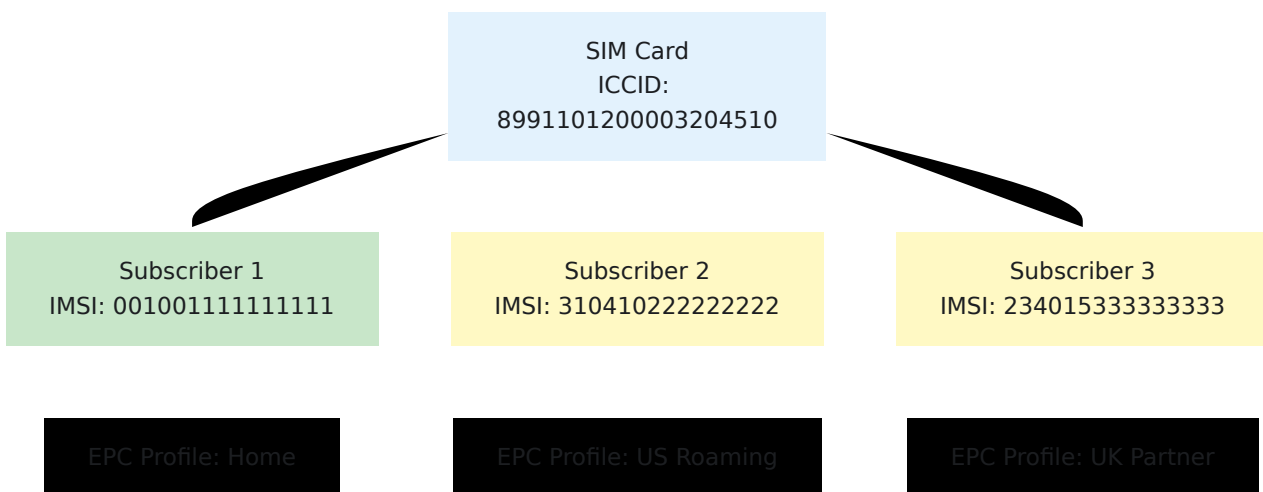 SIM Card
ICCID:
8991101200003204510
Subscriber 1
IMSI: 001001111111111
Subscriber 2
IMSI: 310410222222222
Subscriber 3
IMSI: 234015333333333
EPC Profile: Home
EPC Profile: US Roaming
EPC Profile: UK Partner